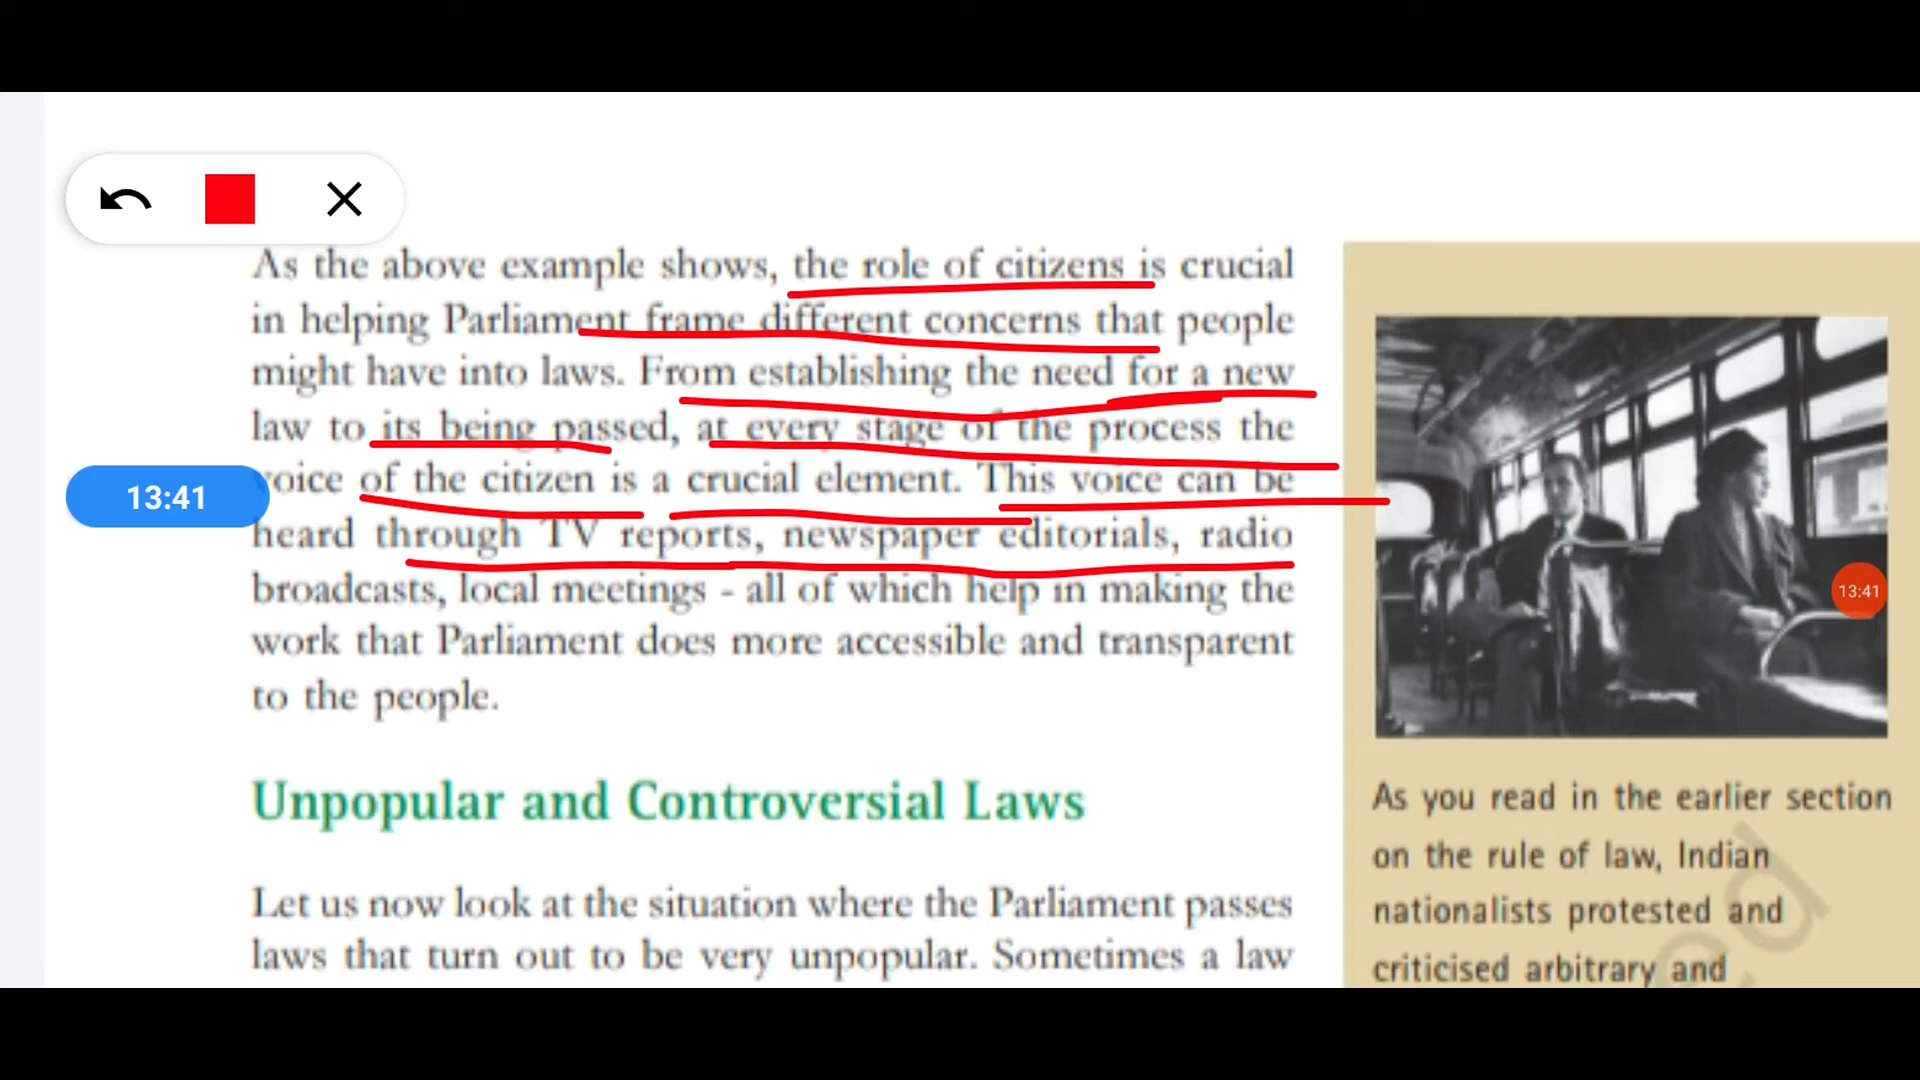 As the above example shows, the role of citizens is crucial
in helping Parliament frame different concerns that people
might have into laws. From establishing the need for a new
law to its being passed, at every stage of the process the
voice of the citizen is a crucial element. This voice can be
heard through TV reports, newspaper editorials, radio
broadcasts, local meetings - all of which help in making the
work that Parliament does more accessible and transparent
to the people.
13:41
Unpopular and Controversial Laws
Let us now look at the situation where the Parliament passes
laws that turn out to be very unpopular. Sometimes a law
13:41
As you read in the earlier section
on the rule of law, Indian
nationalists protested and
criticised arbitrary and